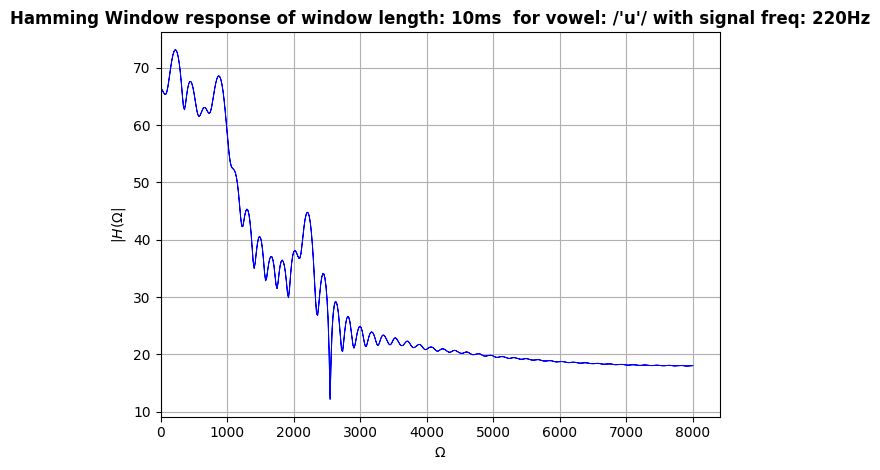 Hamming Window response of window length: 10ms  for vowel: /'u'/ with signal freq: 220Hz
|H(Ω|
70
60
50
40
30
20
10
0 1000 2000 3000 4000 5000 6000 7000 8000
Ω